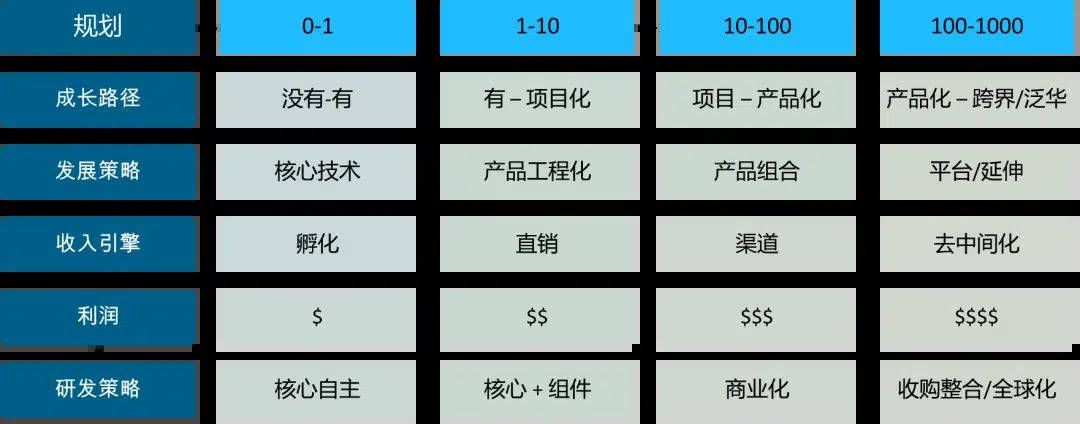 规划 0-1 1-10 10-100 100-1000
成长路径 没有-有 有 – 项目化 项目 – 产品化 产品化 – 跨界/泛华
发展策略 核心技术 产品工程化 产品组合 平台/延伸
收入引擎 孵化 直销 渠道 去中间化
利润 $ $$ $$$ $$$$
研发策略 核心自主 核心 + 组件 商业化 收购整合/全球化